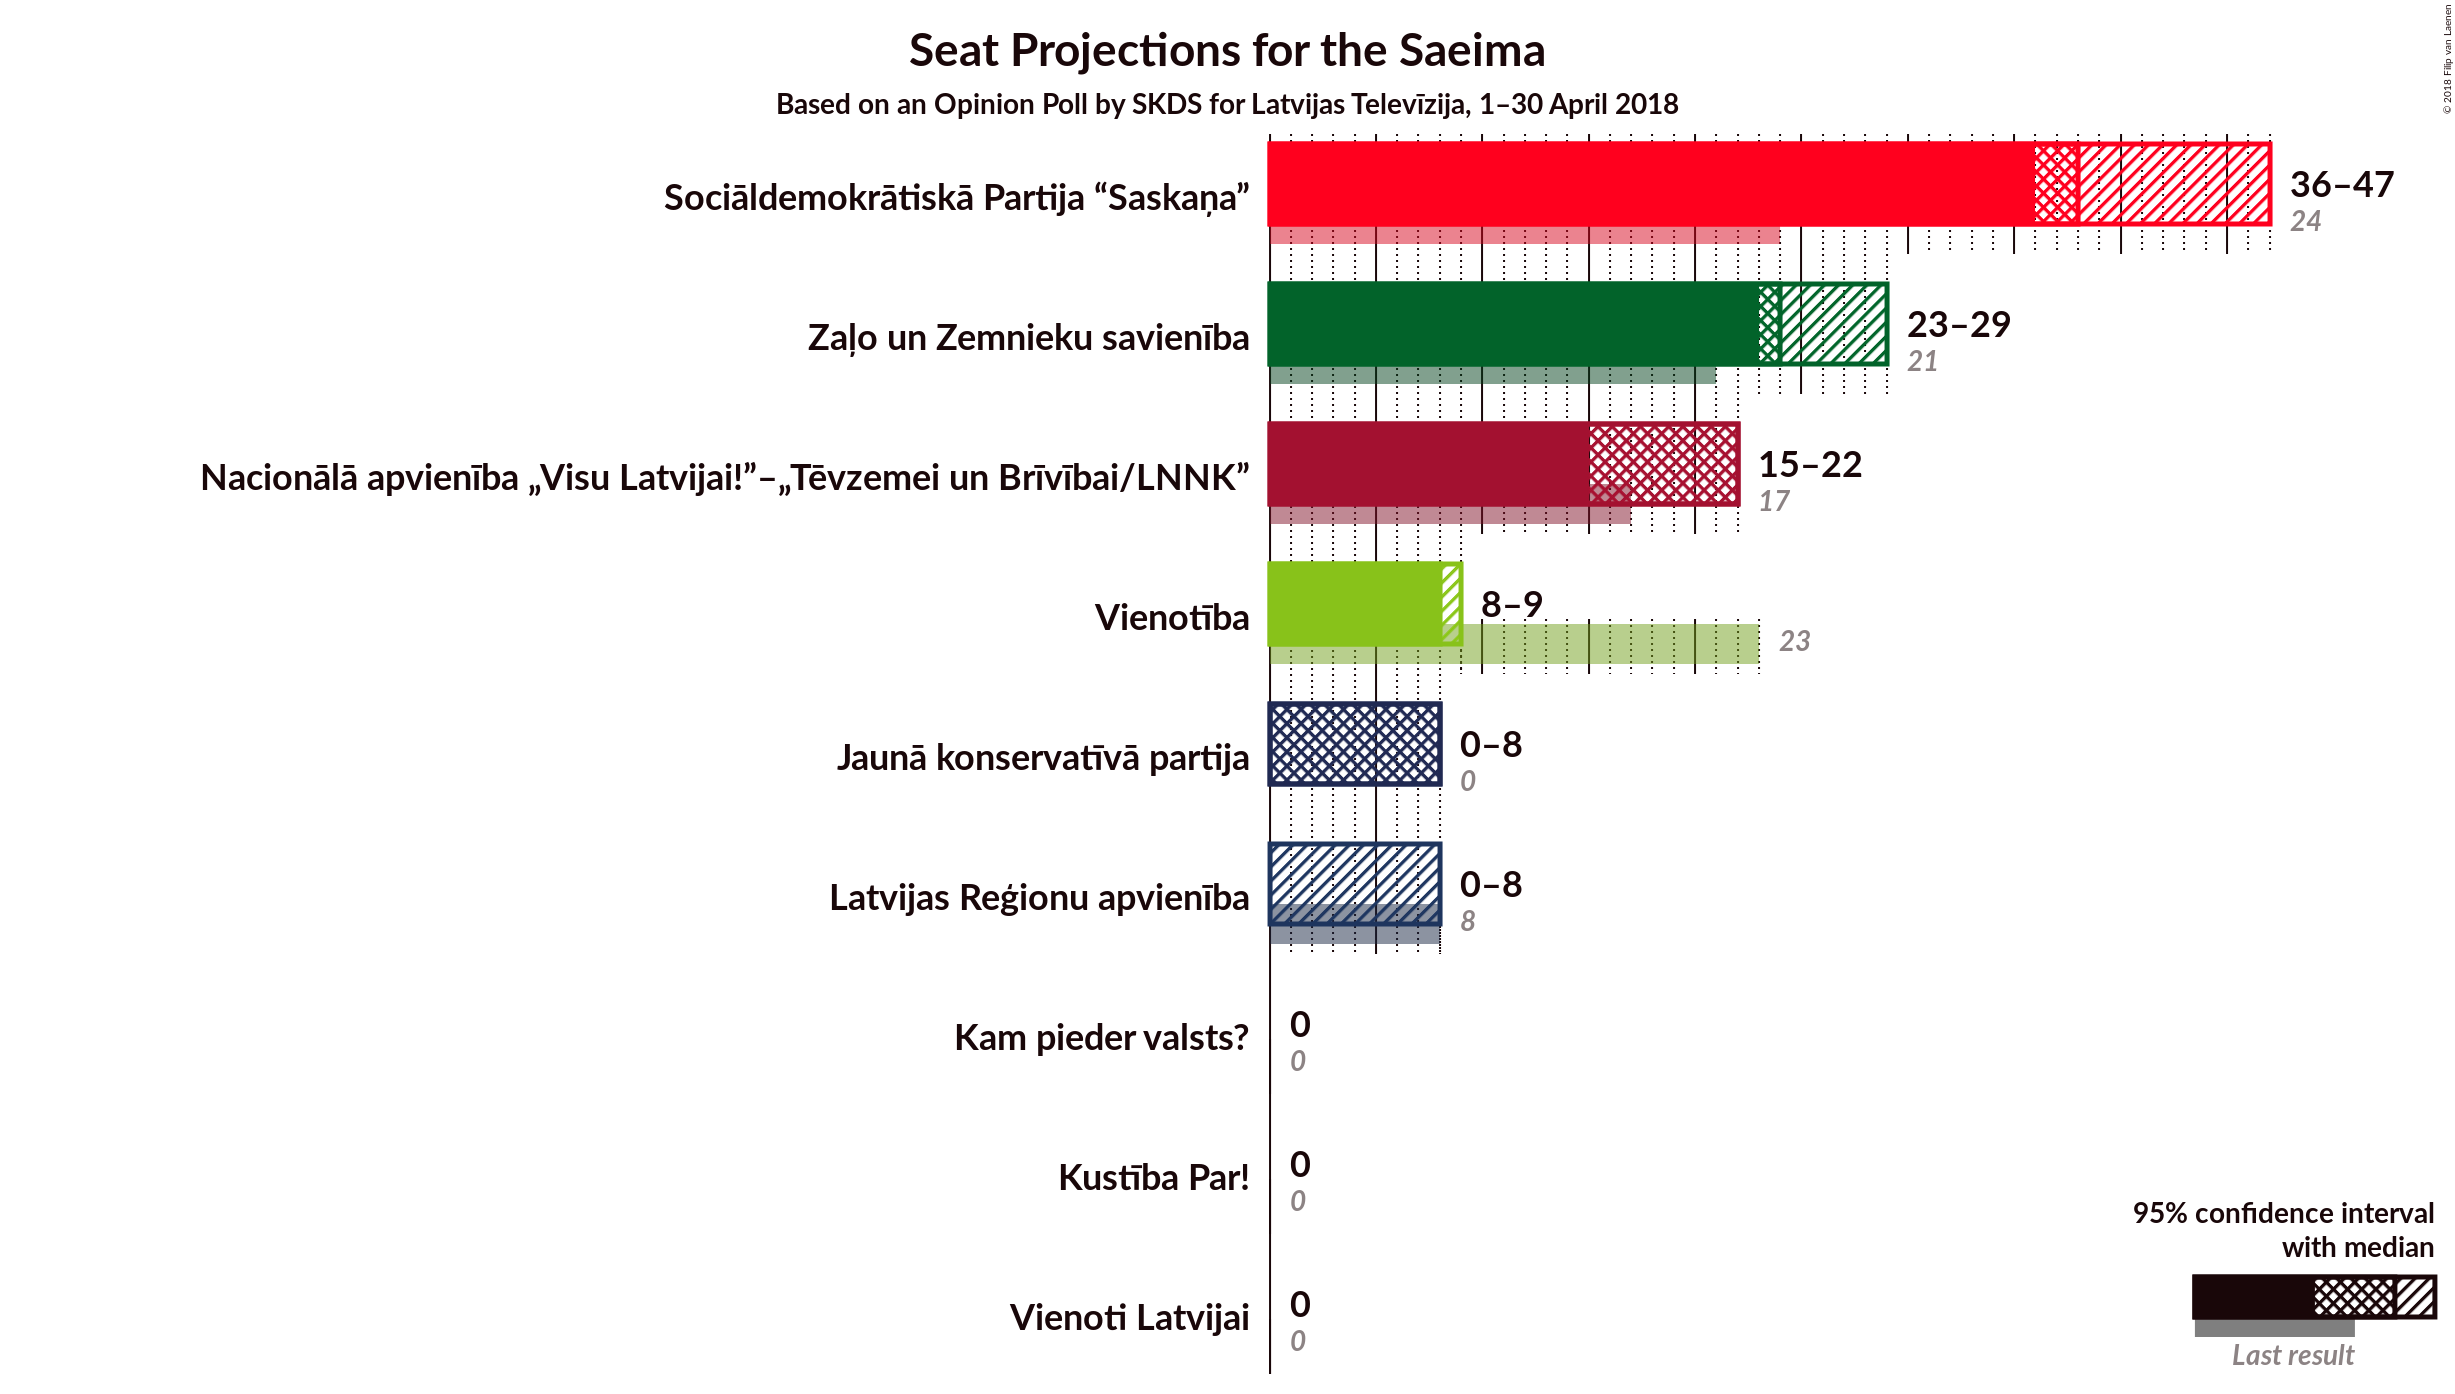 Seat Projections for the Saeima
Based on an Opinion Poll by SKDS for Latvijas Televīzija, 1–30 April 2018
© 2018 Filip van Laenen
Sociāldemokrātiskā Partija “Saskaņa”
36–47
24
Zaļo un Zemnieku savienība
23–29
21
Nacionālā apvienība „Visu Latvijai!”–„Tēvzemei un Brīvībai/LNNK”
15–22
17
Vienotība
8–9
23
Jaunā konservatīvā partija
0–8
0
Latvijas Reģionu apvienība
0–8
8
Kam pieder valsts?
0
0
Kustība Par!
0
0
Vienoti Latvijai
0
0
95% confidence interval
with median
Last result